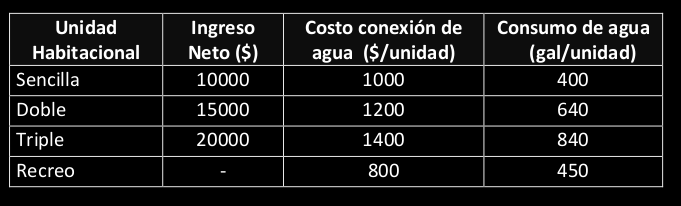 Unidad Habitacional | Ingreso Neto ($) | Costo conexión de agua ($/unidad) | Consumo de agua (gal/unidad)
Sencilla | 10000 | 1000 | 400
Doble | 15000 | 1200 | 640
Triple | 20000 | 1400 | 840
Recreo | - | 800 | 450